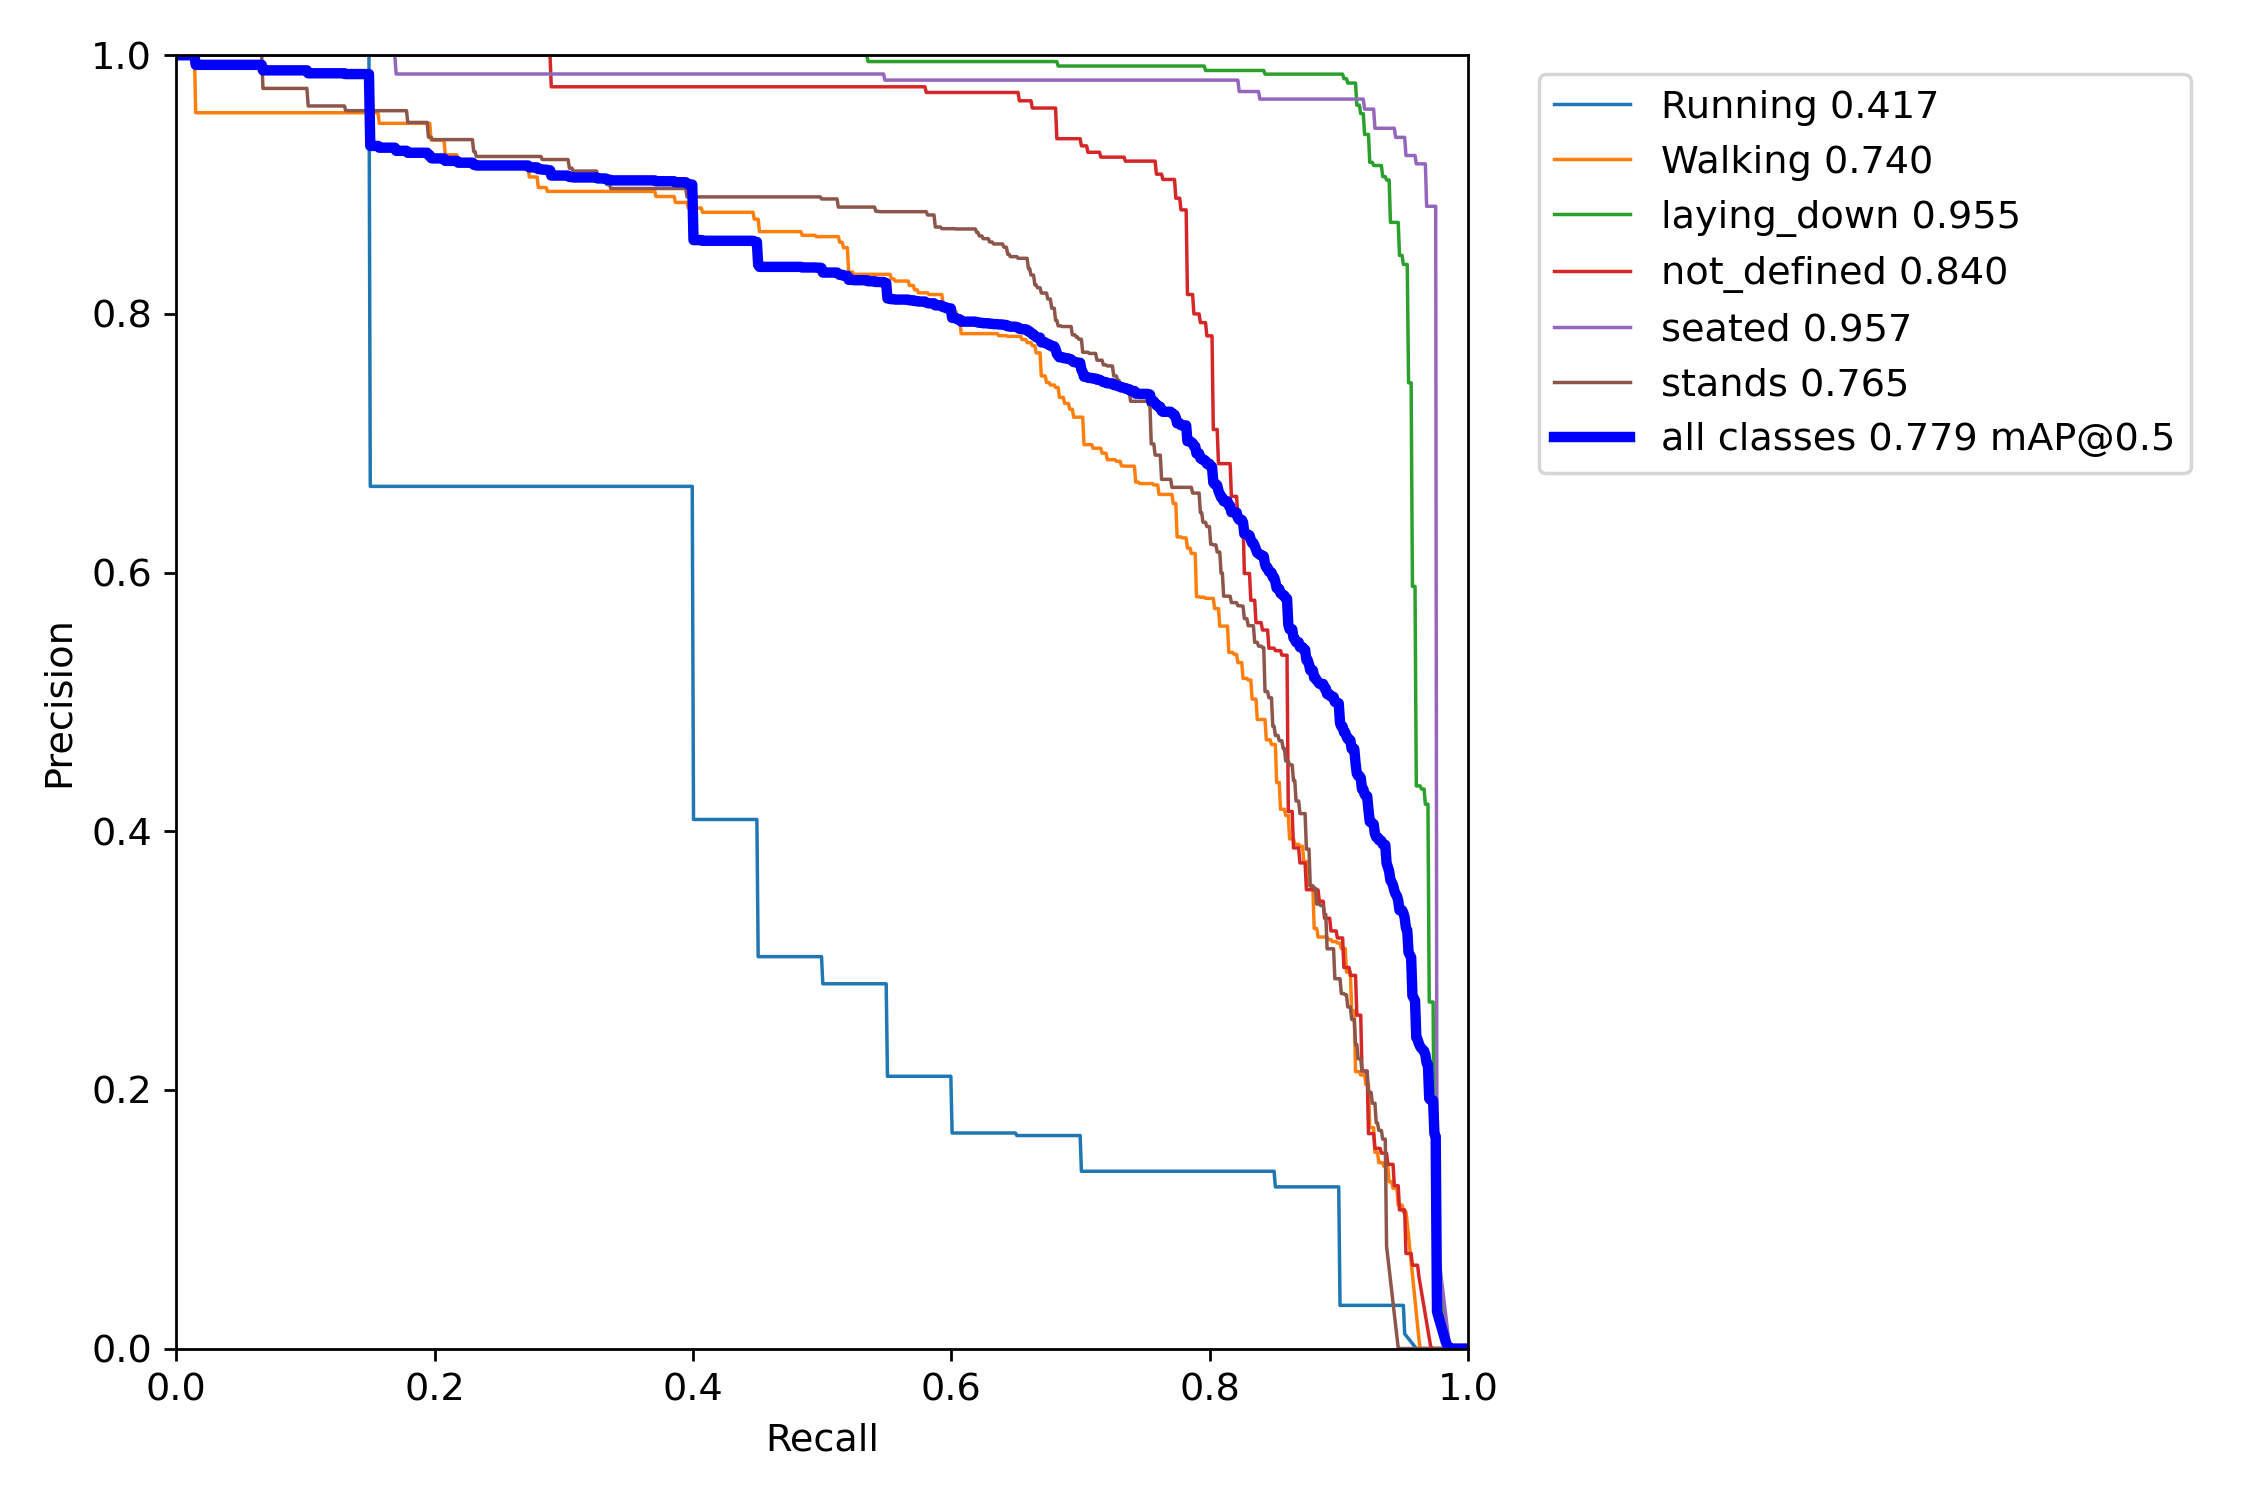 1.0
0.8
0.6
0.4
0.2
0.0
0.0 0.2 0.4 0.6 0.8 1.0
Precision
Recall
Running 0.417
Walking 0.740
laying_down 0.955
not_defined 0.840
seated 0.957
stands 0.765
all classes 0.779 mAP@0.5